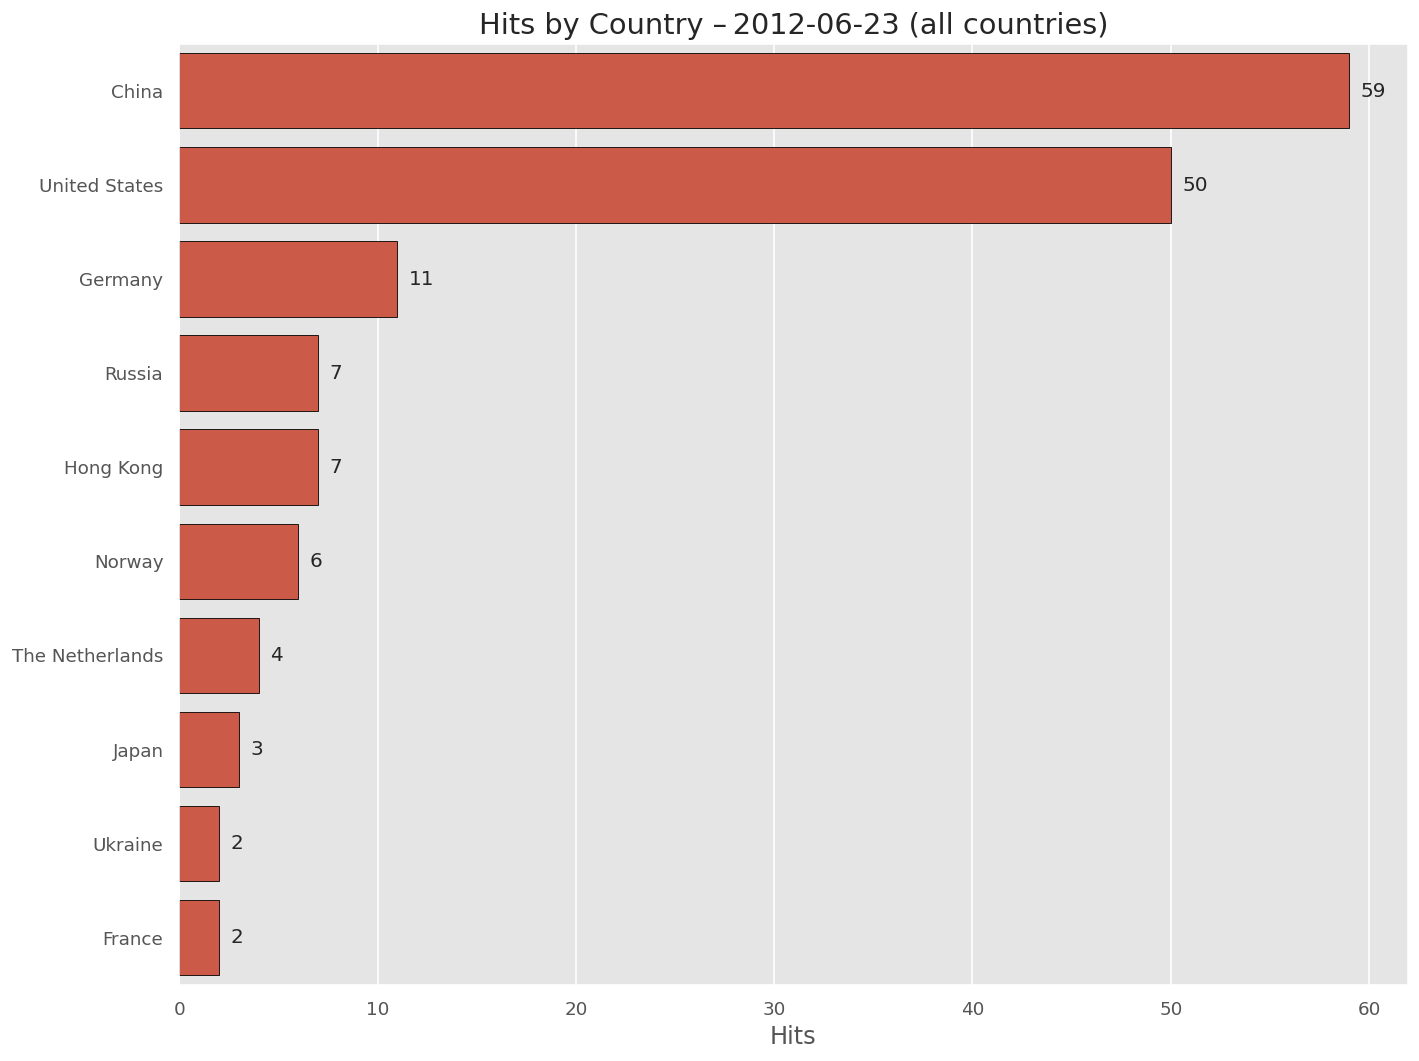 Hits by Country – 2012-06-23 (all countries)
China 59
United States 50
Germany 11
Russia 7
Hong Kong 7
Norway 6
The Netherlands 4
Japan 3
Ukraine 2
France 2
0 10 20 30 40 50 60
Hits